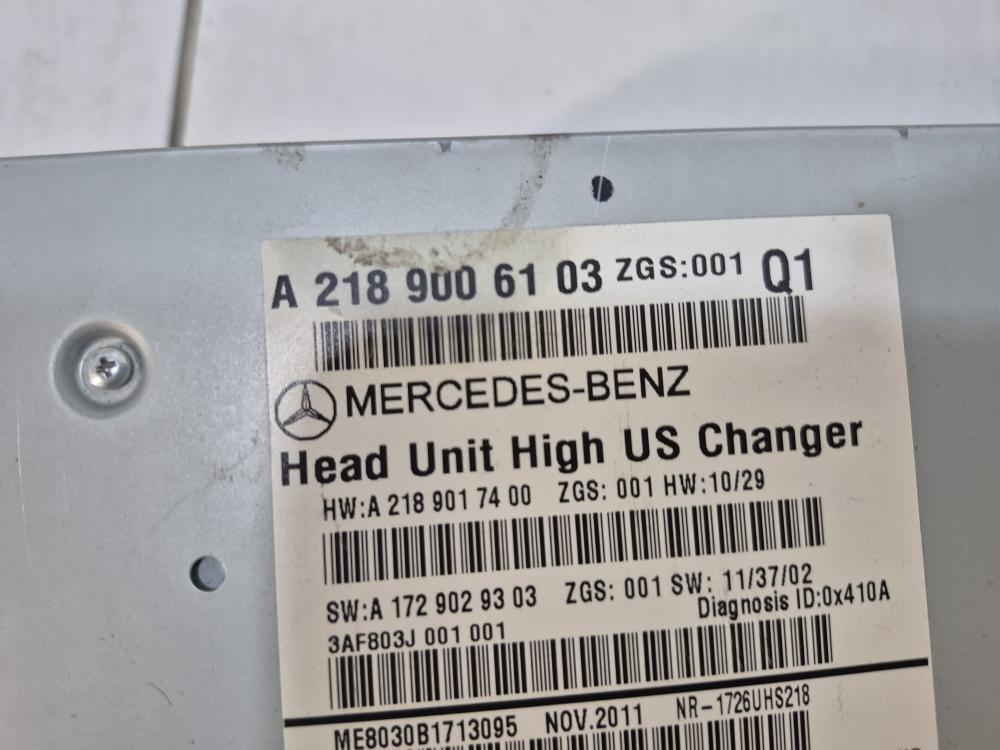 A 218 900 61 03 ZGS:001 Q1
MERCEDES-BENZ
Head Unit High US Changer
HW:A 218 901 74 00 ZGS: 001 HW:10/29
SW:A 172 902 93 03 ZGS: 001 SW: 11/37/02
Diagnosis ID:0x410A
3AF803J 001 001
ME8030B1713095 NOV.2011 NR-1726UHS218